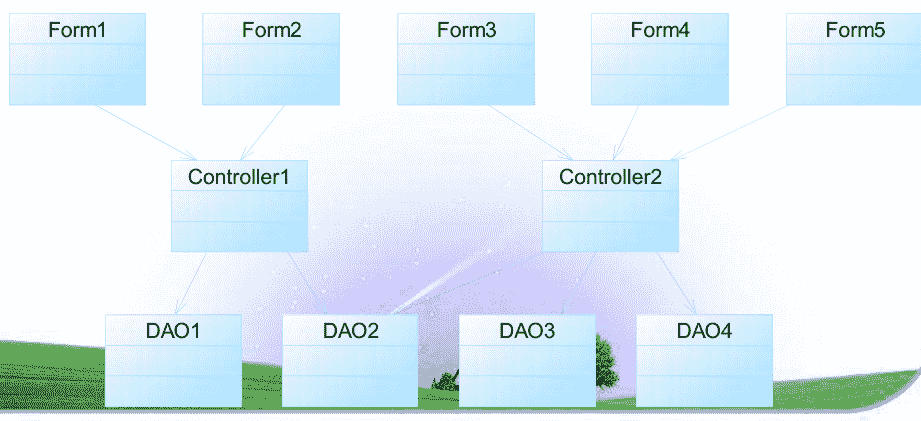 Form1
Form2
Form3
Form4
Form5
Controller1
Controller2
DAO1
DAO2
DAO3
DAO4